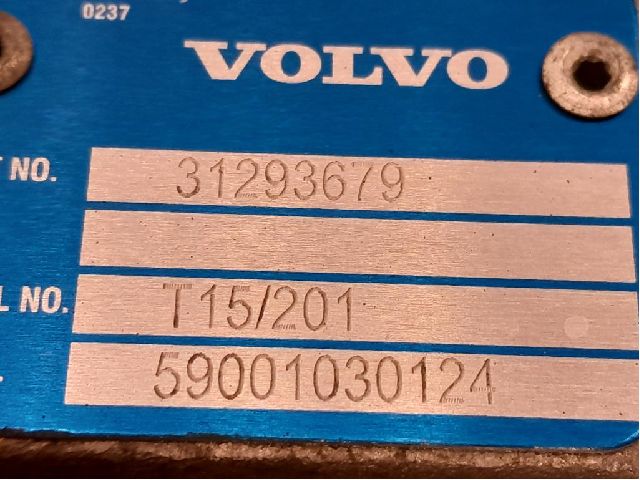 0237
VOLVO
T NO. 31293679
L NO. T15/201
59001030124